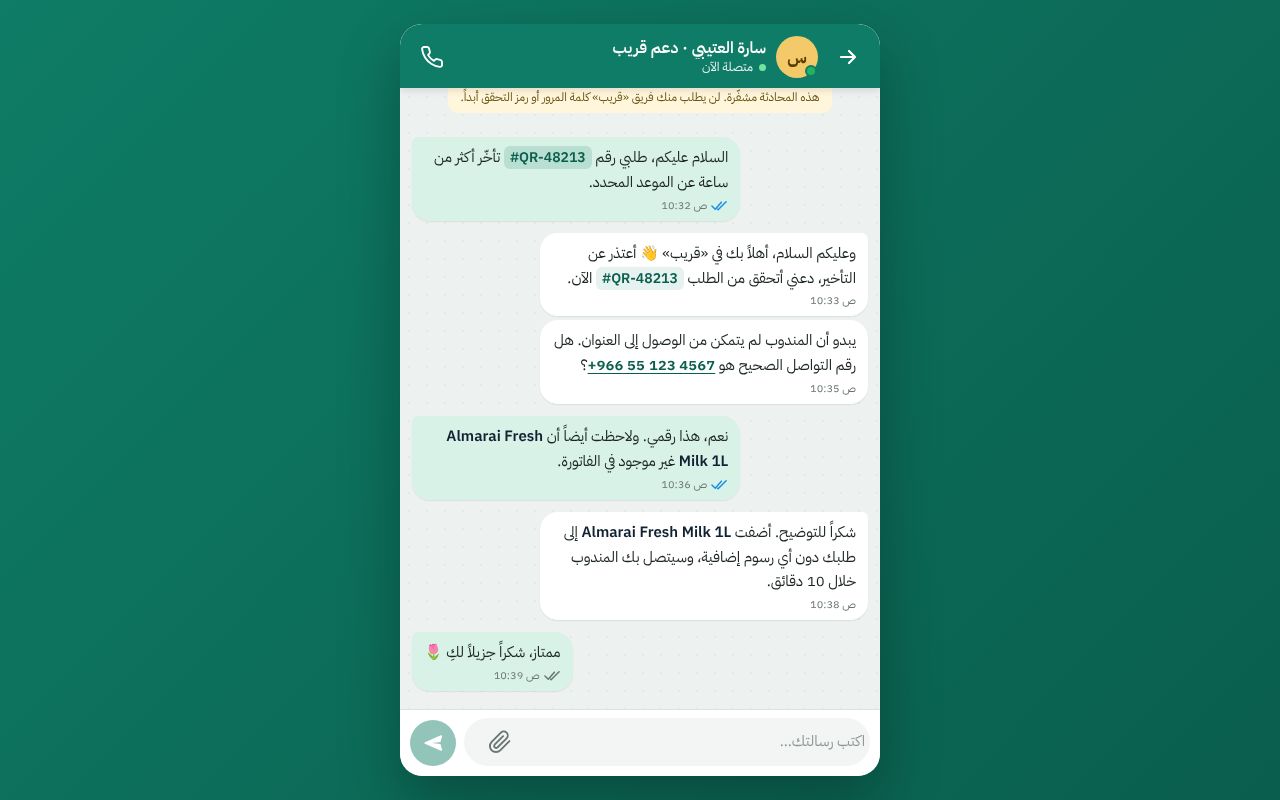 سارة العتيبي · دعم قريب
متصلة الآن
س
هذه المحادثة مشفّرة. لن يطلب منك فريق «قريب» كلمة المرور أو رمز التحقق أبداً.
السلام عليكم، طلبي رقم #QR-48213 تأخّر أكثر من
ساعة عن الموعد المحدد.
10:32 ص
وعليكم السلام، أهلاً بك في «قريب» 👋 أعتذر عن
التأخير، دعني أتحقق من الطلب #QR-48213 الآن.
10:33 ص
يبدو أن المندوب لم يتمكن من الوصول إلى العنوان. هل
رقم التواصل الصحيح هو +966 55 123 4567؟
10:35 ص
نعم، هذا رقمي. ولاحظت أيضاً أن Almarai Fresh
Milk 1L غير موجود في الفاتورة.
10:36 ص
شكراً للتوضيح. أضفت Almarai Fresh Milk 1L إلى
طلبك دون أي رسوم إضافية، وسيتصل بك المندوب
خلال 10 دقائق.
10:38 ص
ممتاز، شكراً جزيلاً لكِ 🌷
10:39 ص
اكتب رسالتك...